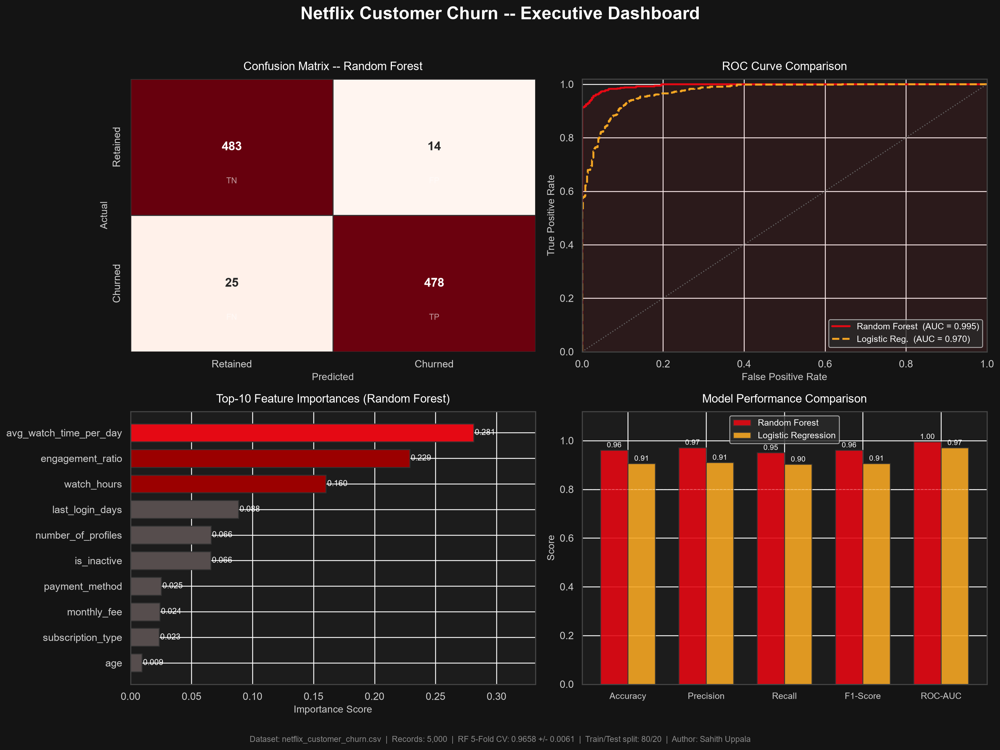 Netflix Customer Churn -- Executive Dashboard
Confusion Matrix -- Random Forest
Actual
Retained
Churned
483
TN
14
FP
25
FN
478
TP
Retained
Churned
Predicted
ROC Curve Comparison
True Positive Rate
1.0
0.8
0.6
0.4
0.2
0.0
0.0
0.2
0.4
0.6
0.8
1.0
False Positive Rate
Random Forest (AUC = 0.995)
Logistic Reg. (AUC = 0.970)
Top-10 Feature Importances (Random Forest)
avg_watch_time_per_day
0.281
engagement_ratio
0.229
watch_hours
0.160
last_login_days
0.088
number_of_profiles
0.066
is_inactive
0.066
payment_method
0.025
monthly_fee
0.024
subscription_type
0.023
age
0.009
0.00
0.05
0.10
0.15
0.20
0.25
0.30
Importance Score
Model Performance Comparison
Random Forest
Logistic Regression
Score
1.0
0.8
0.6
0.4
0.2
0.0
0.96
0.91
0.97
0.91
0.95
0.90
0.96
0.91
1.00
0.97
Accuracy
Precision
Recall
F1-Score
ROC-AUC
Dataset: netflix_customer_churn.csv | Records: 5,000 | RF 5-Fold CV: 0.9658 +/- 0.0061 | Train/Test split: 80/20 | Author: Sahith Uppala